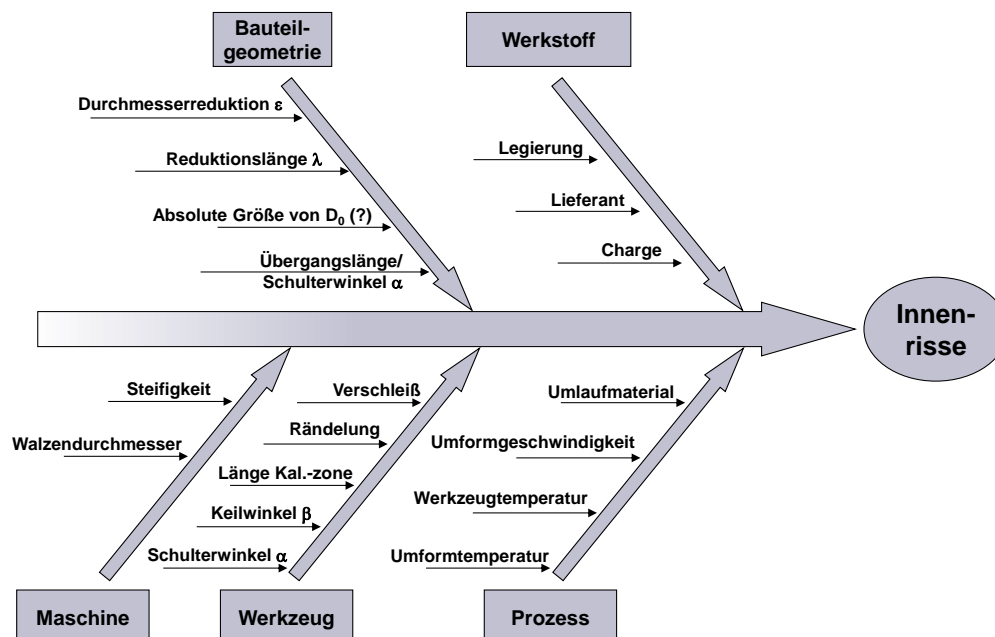 Bauteil-
geometrie
Werkstoff
Durchmesserreduktion ε
Reduktionslänge λ
Absolute Größe von D₀ (?)
Übergangslänge/
Schulterwinkel α
Legierung
Lieferant
Charge
Innen-
risse
Steifigkeit
Walzendurchmesser
Verschleiß
Rändelung
Länge Kal.-zone
Keilwinkel β
Schulterwinkel α
Umlaufmaterial
Umformgeschwindigkeit
Werkzeugtemperatur
Umformtemperatur
Maschine
Werkzeug
Prozess